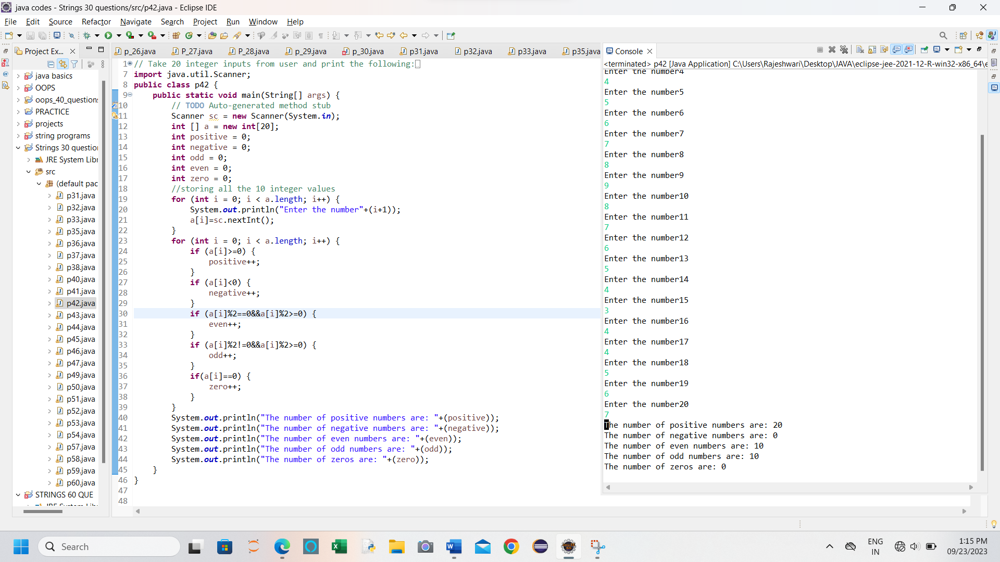 java codes - Strings 30 questions/src/p42.java - Eclipse IDE
File Edit Source Refactor Navigate Search Project Run Window Help
Project Ex...
p_26.java P_27.java P_28.java p_29.java p_30.java p31.java p32.java p33.java p35.java
java basics
OOPS
oops_40_questions
PRACTICE
projects
string programs
Strings 30 question
JRE System Libr
src
(default pac
p31.java
p32.java
p33.java
p35.java
p36.java
p37.java
p38.java
p40.java
p41.java
p42.java
p43.java
p44.java
p45.java
p46.java
p47.java
p49.java
p50.java
p51.java
p52.java
p53.java
p54.java
p57.java
p58.java
p59.java
p60.java
STRINGS 60 QUE
JRE System Libr
1 // Take 20 integer inputs from user and print the following:
7 import java.util.Scanner;
8 public class p42 {
9 public static void main(String[] args) {
10 // TODO Auto-generated method stub
11 Scanner sc = new Scanner(System.in);
12 int [] a = new int[20];
13 int positive = 0;
14 int negative = 0;
15 int odd = 0;
16 int even = 0;
17 int zero = 0;
18 //storing all the 10 integer values
19 for (int i = 0; i < a.length; i++) {
20 System.out.println("Enter the number"+(i+1));
21 a[i]=sc.nextInt();
22 }
23 for (int i = 0; i < a.length; i++) {
24 if (a[i]>=0) {
25 positive++;
26 }
27 if (a[i]<0) {
28 negative++;
29 }
30 if (a[i]%2==0&&a[i]%2>=0) {
31 even++;
32 }
33 if (a[i]%2!=0&&a[i]%2>=0) {
34 odd++;
35 }
36 if(a[i]==0) {
37 zero++;
38 }
39 }
40 System.out.println("The number of positive numbers are: "+(positive));
41 System.out.println("The number of negative numbers are: "+(negative));
42 System.out.println("The number of even numbers are: "+(even));
43 System.out.println("The number of odd numbers are: "+(odd));
44 System.out.println("The number of zeros are: "+(zero));
45 }
46 }
47
48
Console
<terminated> p42 [Java Application] C:\Users\Rajeshwari\Desktop\JAVA\eclipse-jee-2021-12-R-win32-x86_64\e
Enter the number4
4
Enter the number5
5
Enter the number6
6
Enter the number7
7
Enter the number8
8
Enter the number9
9
Enter the number10
8
Enter the number11
7
Enter the number12
6
Enter the number13
5
Enter the number14
4
Enter the number15
3
Enter the number16
4
Enter the number17
4
Enter the number18
5
Enter the number19
6
Enter the number20
7
The number of positive numbers are: 20
The number of negative numbers are: 0
The number of even numbers are: 10
The number of odd numbers are: 10
The number of zeros are: 0
Search
ENG
IN
1:15 PM
09/23/2023